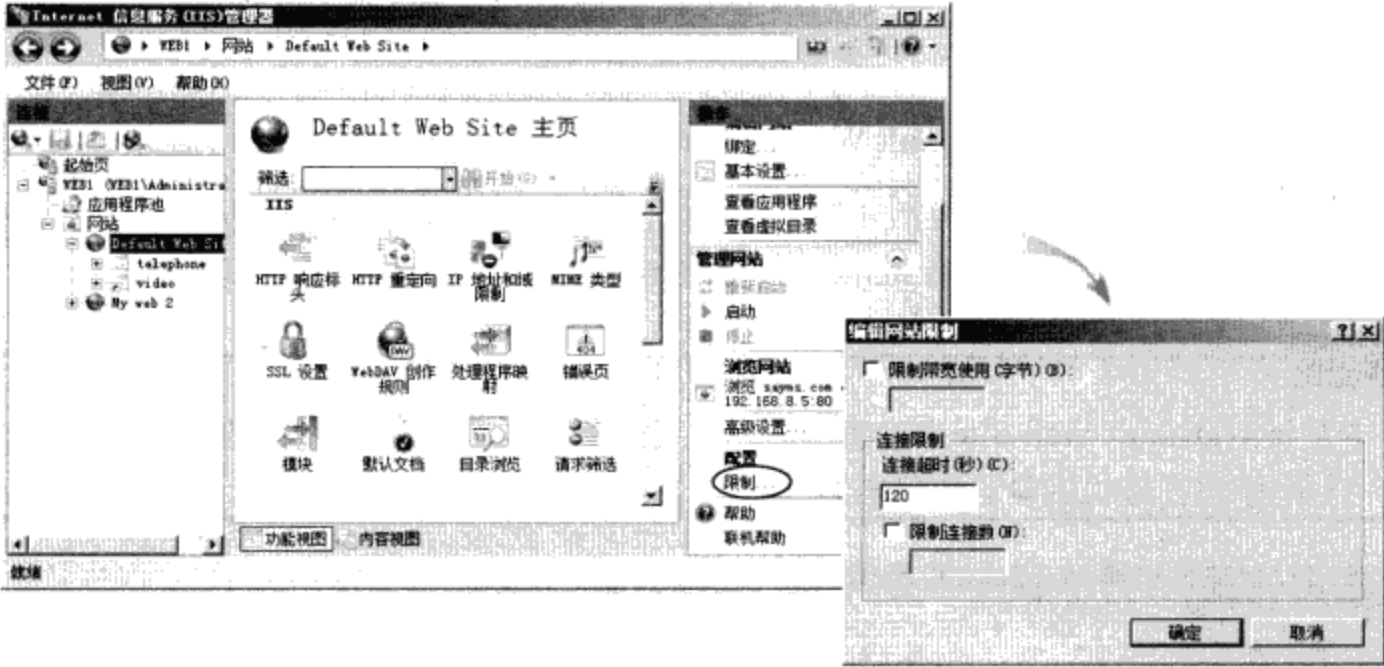 Internet 信息服务(IIS)管理器
WEB1 网站 Default Web Site
文件(F) 视图(V) 帮助(H)
连接
起始页
WEB1 (WEB1\Administra
应用程序池
网站
Default Web Sit
telephone
video
My web 2
就绪
Default Web Site 主页
筛选:
开始(G)
IIS
HTTP 响应标头
HTTP 重定向
IP 地址和域限制
MIME 类型
SSL 设置
WebDAV 创作规则
处理程序映射
错误页
模块
默认文档
目录浏览
请求筛选
功能视图 内容视图
操作
绑定...
基本设置...
查看应用程序
查看虚拟目录
管理网站
重新启动
启动
停止
浏览网站
浏览 sayms.com
192.168.8.5:80
高级设置...
配置
限制...
帮助
联机帮助
编辑网站限制
限制带宽使用(字节)(B):
连接限制
连接超时(秒)(C):
120
限制连接数(N):
确定 取消